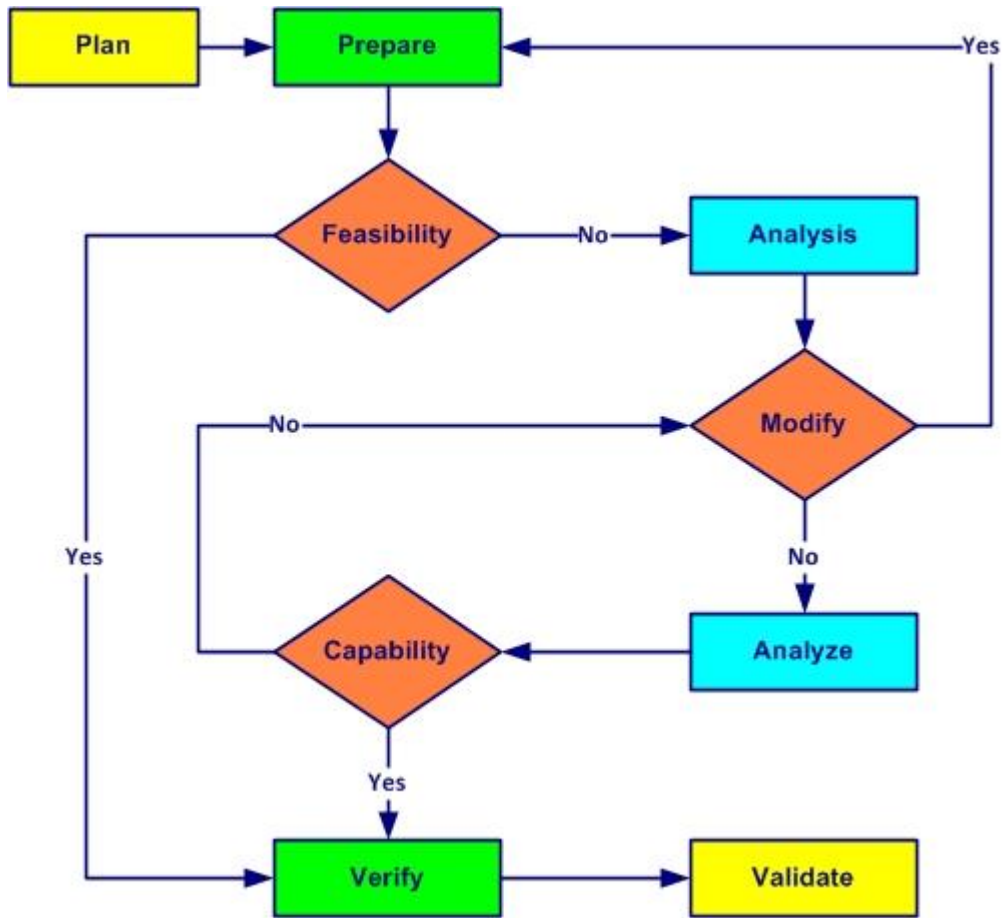 Plan
Prepare
Yes
Feasibility
No
Analysis
No
Modify
Yes
No
Capability
Analyze
Yes
Verify
Validate